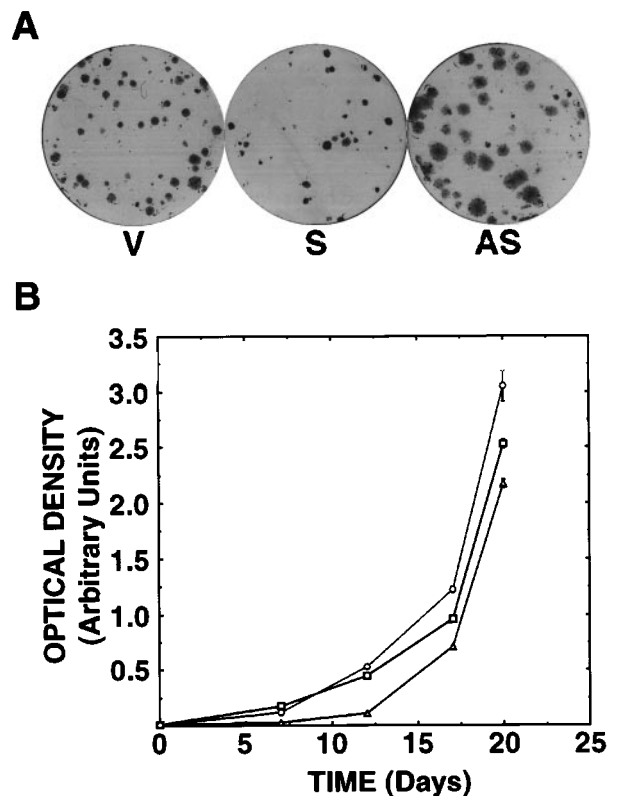 A
V S AS
B
3.5
3.0
2.5
2.0
1.5
1.0
0.5
OPTICAL DENSITY
(Arbitrary Units)
0 5 10 15 20 25
TIME (Days)